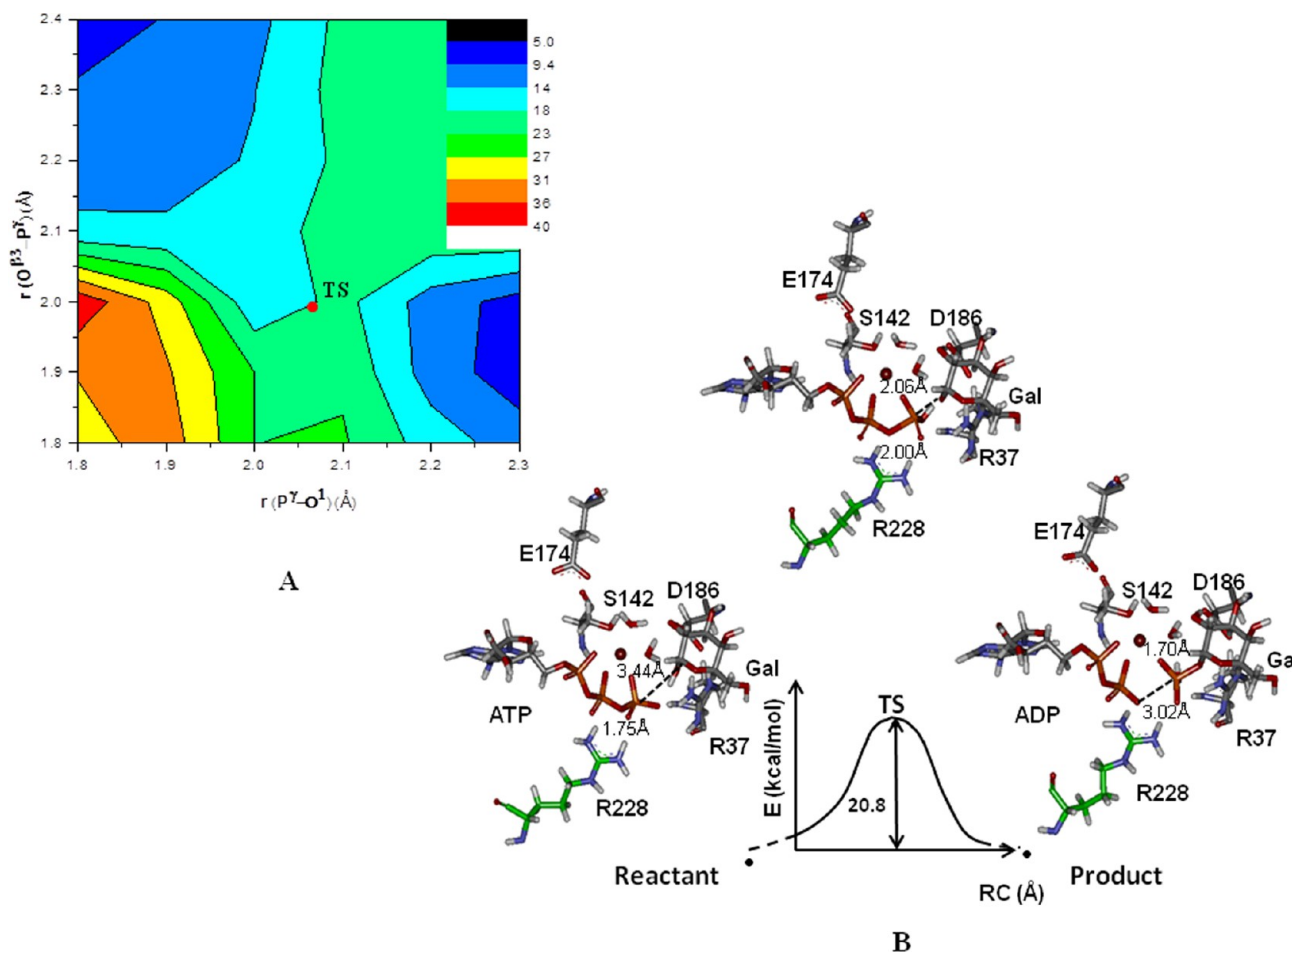 2.4
2.3
2.2
2.1
2.0
1.9
1.8
r (Oβ3–Pγ) (Å)
1.8
1.9
2.0
2.1
2.2
2.3
r (Pγ–O1) (Å)
TS
5.0
9.4
14
18
23
27
31
36
40
A
E174
S142
D186
2.06Å
Gal
2.00Å
R37
R228
E174
S142
D186
3.44Å
Gal
ATP
1.75Å
R37
R228
Reactant
E (kcal/mol)
TS
20.8
RC (Å)
E174
S142
D186
1.70Å
Ga
ADP
3.02Å
R37
R228
Product
B